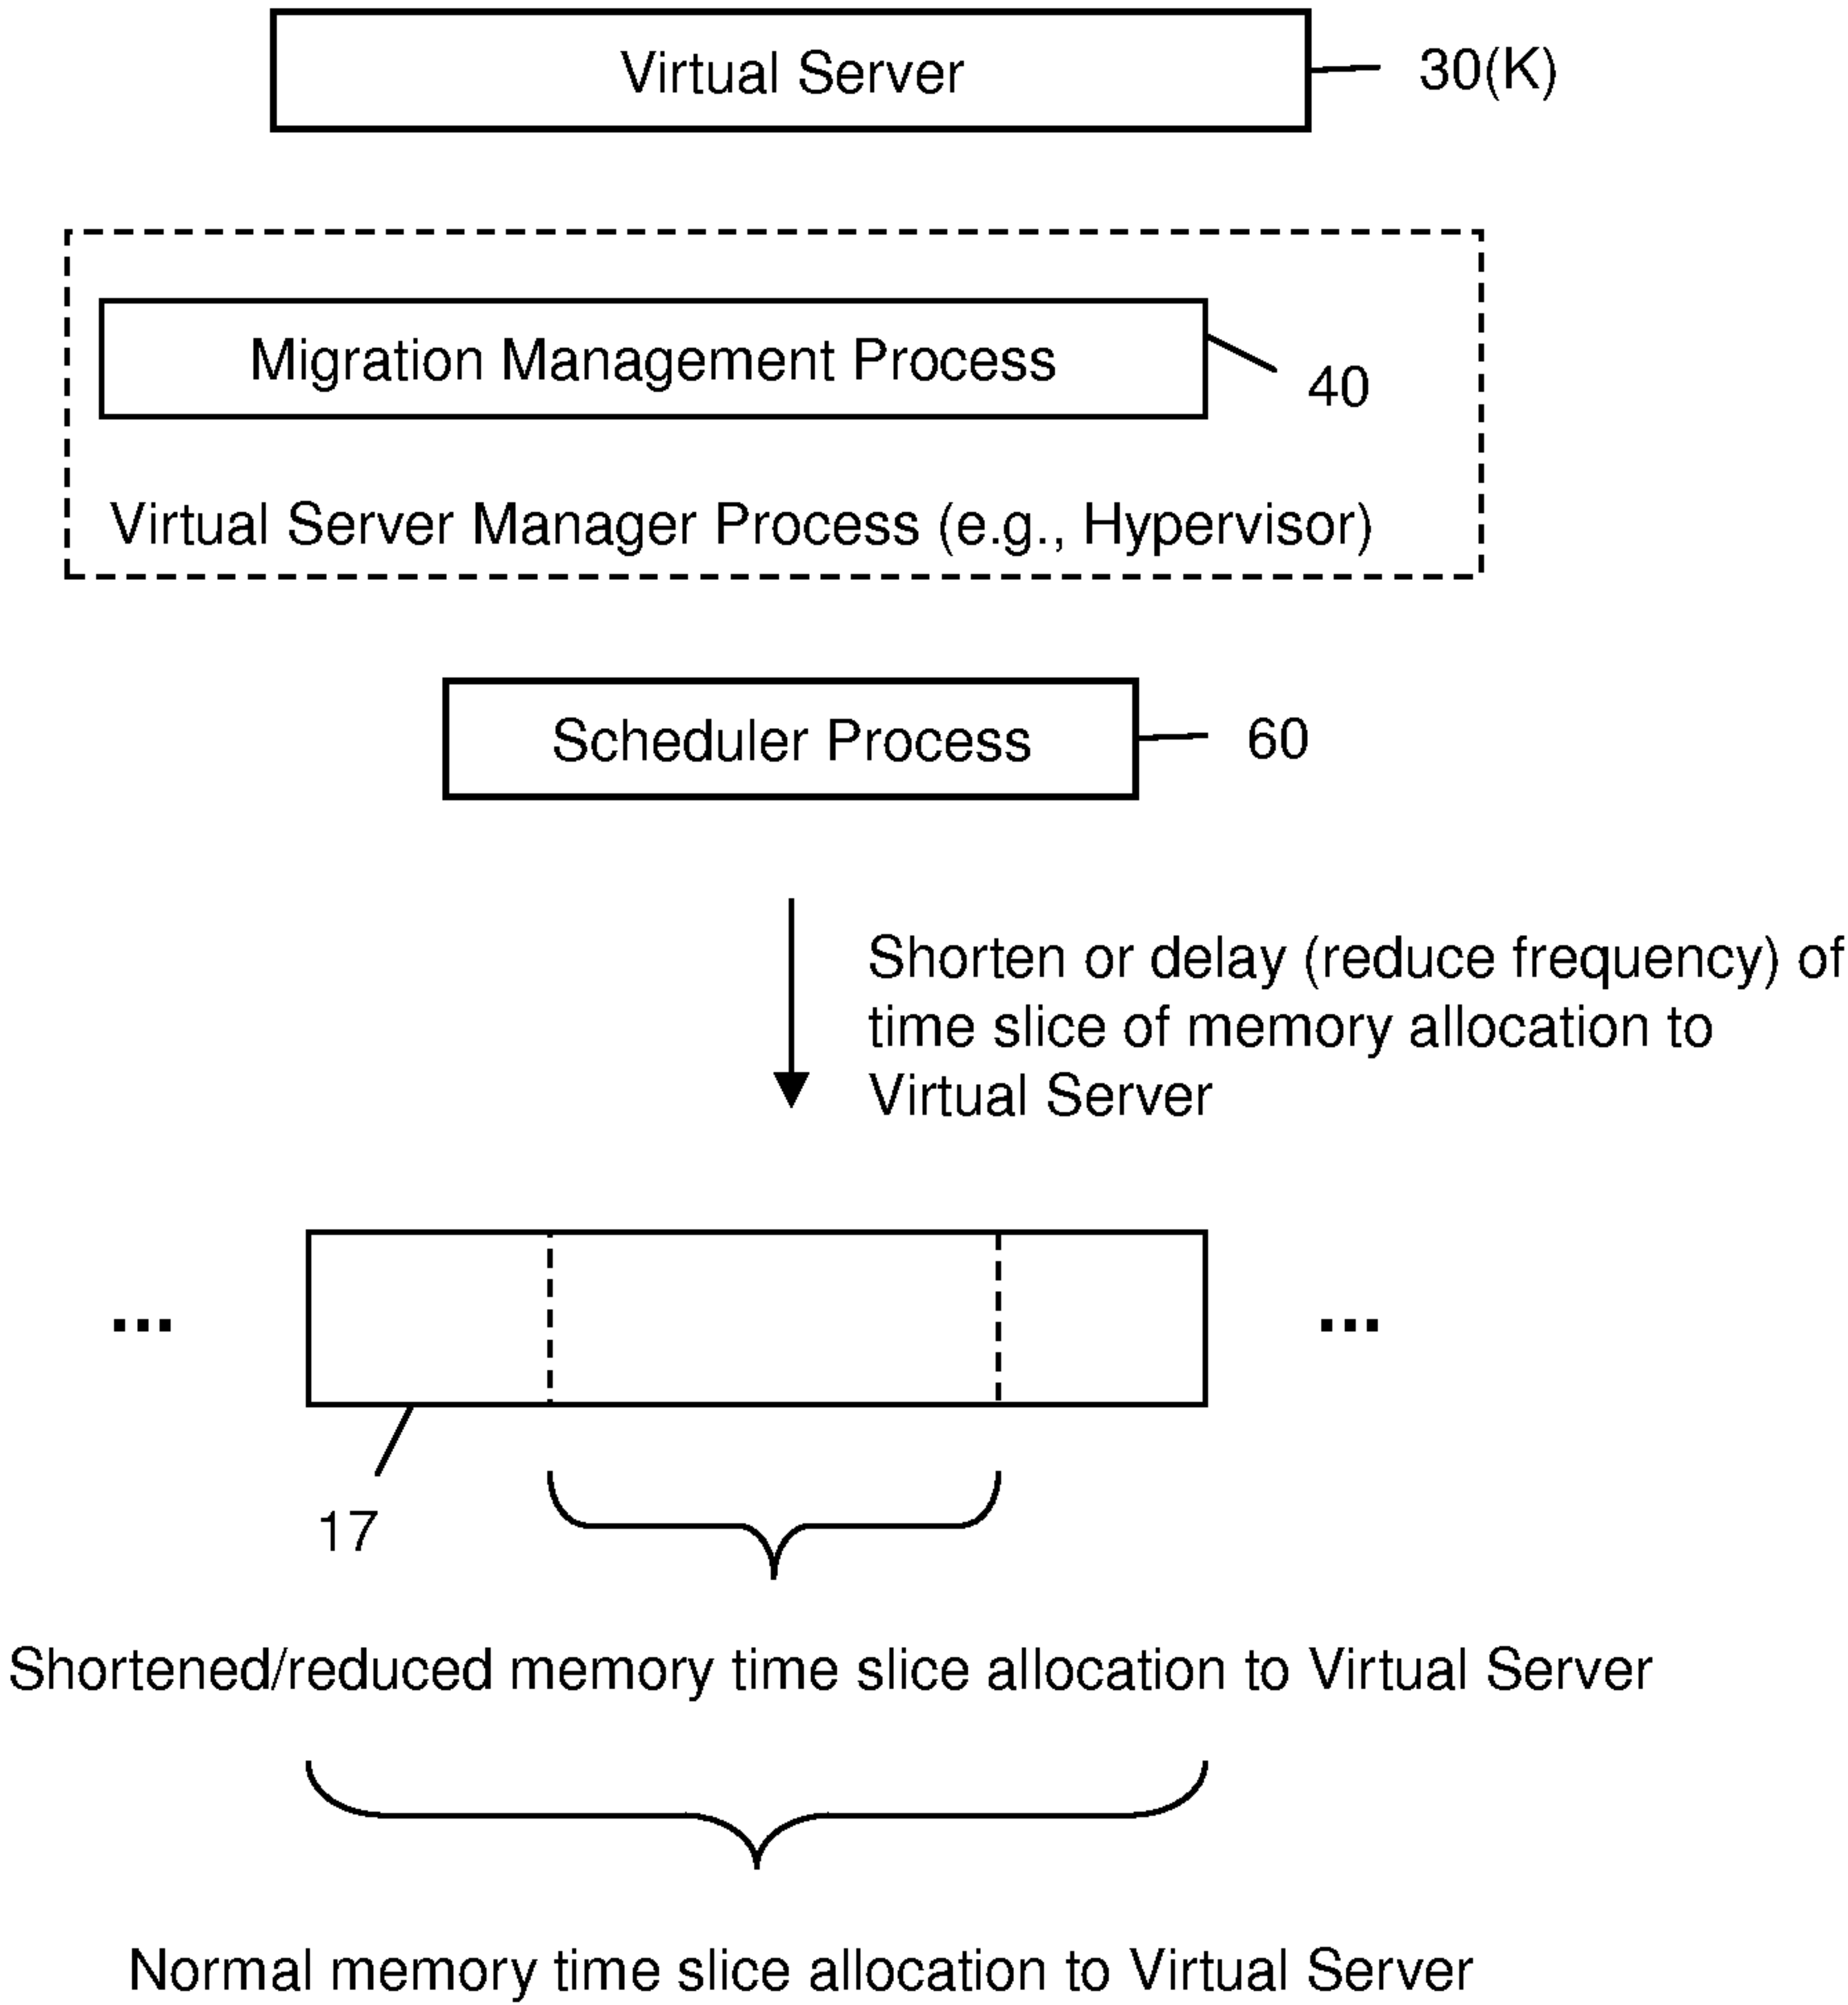 Virtual Server
30(K)
Migration Management Process
40
Virtual Server Manager Process (e.g., Hypervisor)
Scheduler Process
60
Shorten or delay (reduce frequency) of
time slice of memory allocation to
Virtual Server
...
...
17
Shortened/reduced memory time slice allocation to Virtual Server
Normal memory time slice allocation to Virtual Server